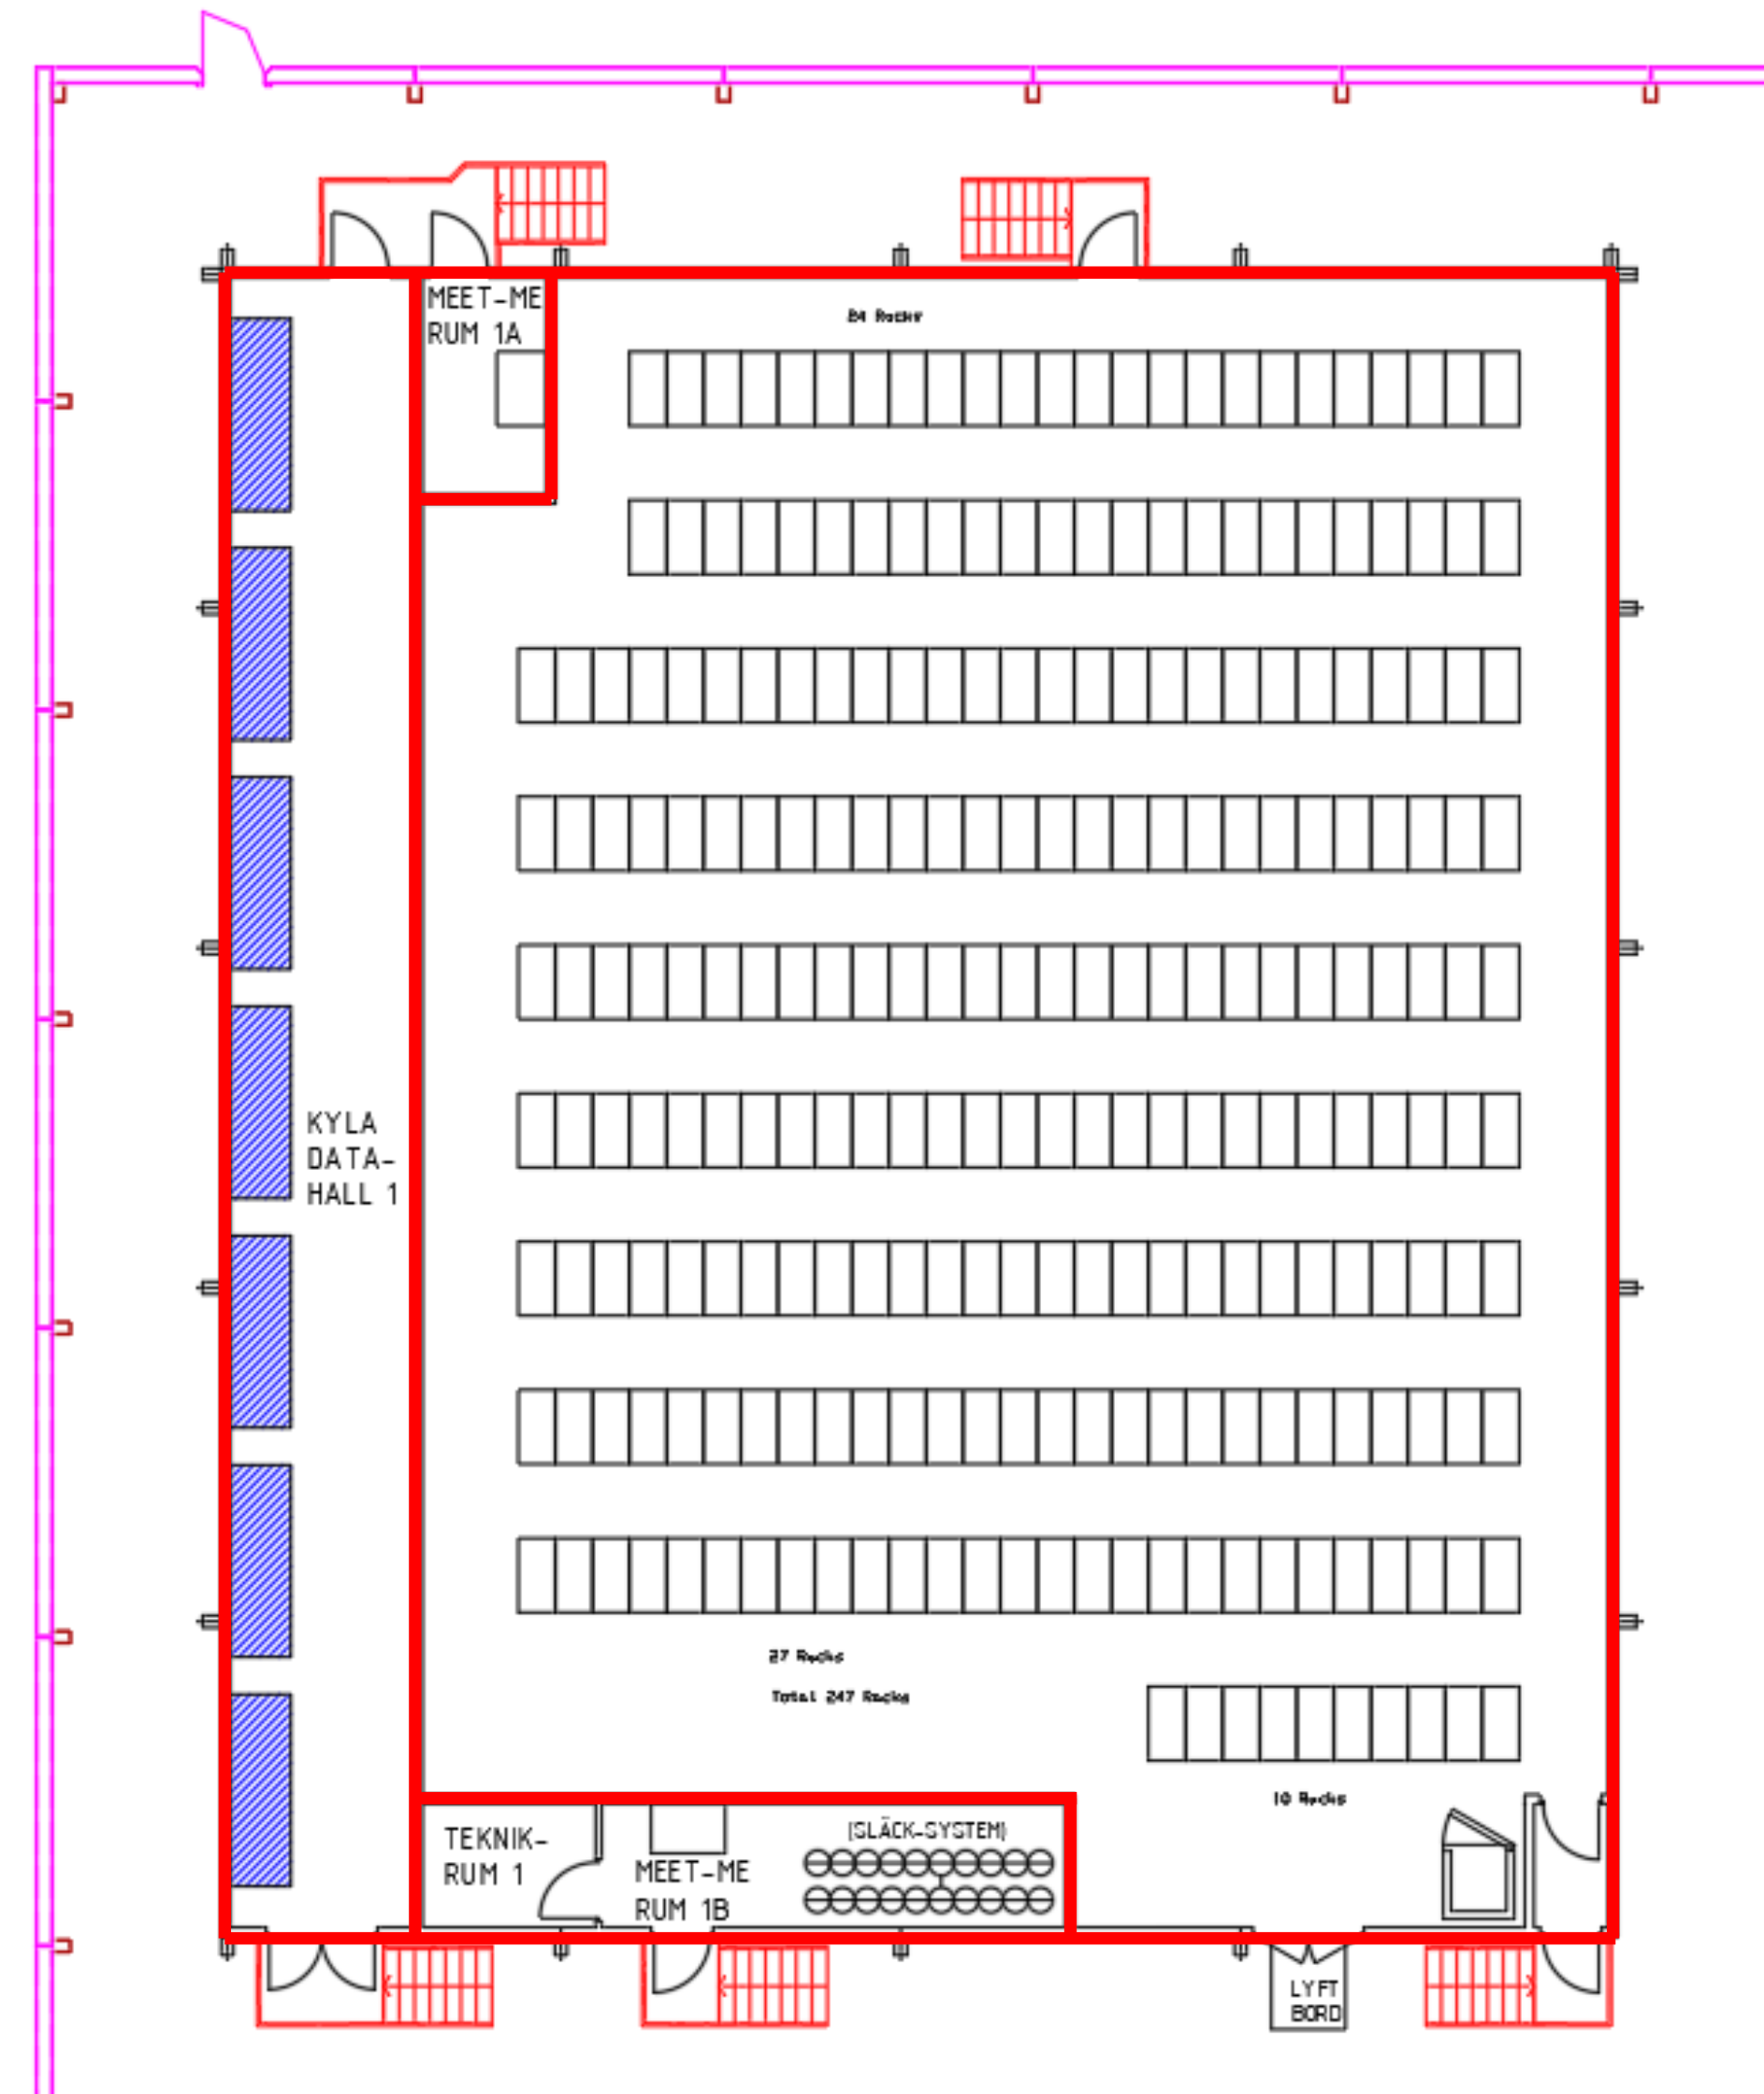 MEET-ME
RUM 1A
24 Racks
KYLA
DATA-
HALL 1
27 Racks
Total 247 Racks
10 Racks
TEKNIK-
RUM 1
MEET-ME
RUM 1B
(SLÄCK-SYSTEM)
LYFT
BORD